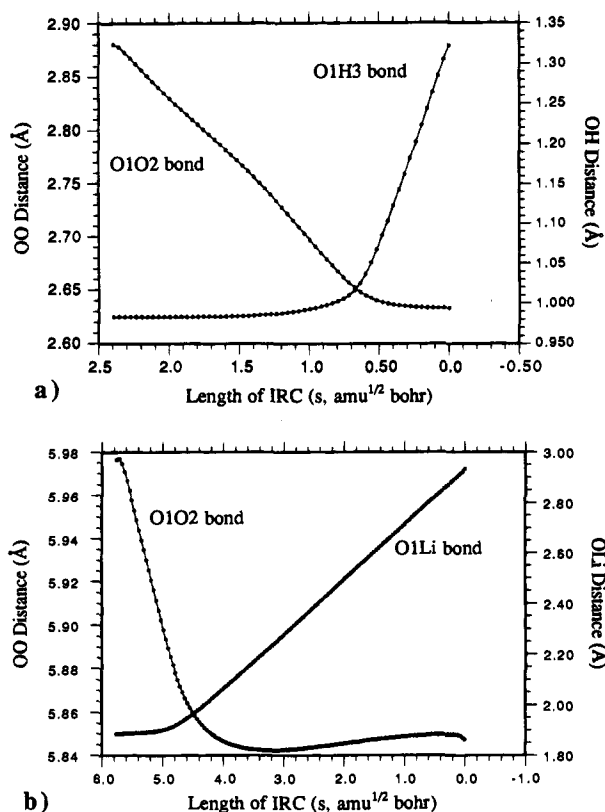 2.90
2.85
2.80
2.75
2.70
2.65
2.60
OO Distance (Å)
O1H3 bond
O1O2 bond
1.35
1.30
1.25
1.20
1.15
1.10
1.05
1.000
0.950
OH Distance (Å)
2.5 2.0 1.5 1.0 0.5 0.0 -0.50
a) Length of IRC (s, amu1/2 bohr)
5.98
5.96
5.94
5.92
5.90
5.88
5.86
5.84
OO Distance (Å)
O1O2 bond
O1Li bond
3.00
2.80
2.60
2.40
2.20
2.00
1.80
OLi Distance (Å)
6.0 5.0 4.0 3.0 2.0 1.0 0.0 -1.0
b) Length of IRC (s, amu1/2 bohr)